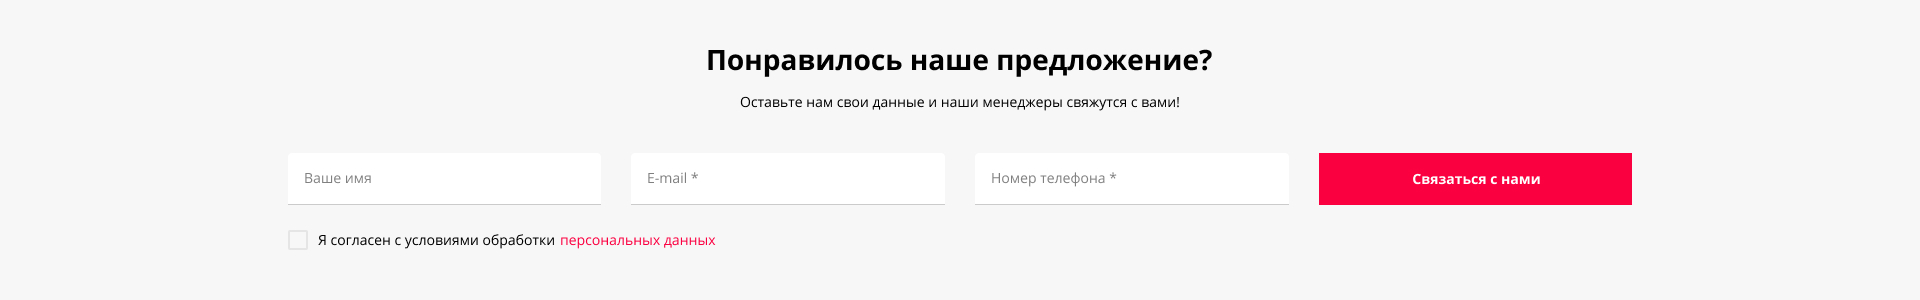 Понравилось наше предложение?
Оставьте нам свои данные и наши менеджеры свяжутся с вами!
Ваше имя
E-mail *
Номер телефона *
Связаться с нами
Я согласен с условиями обработки персональных данных